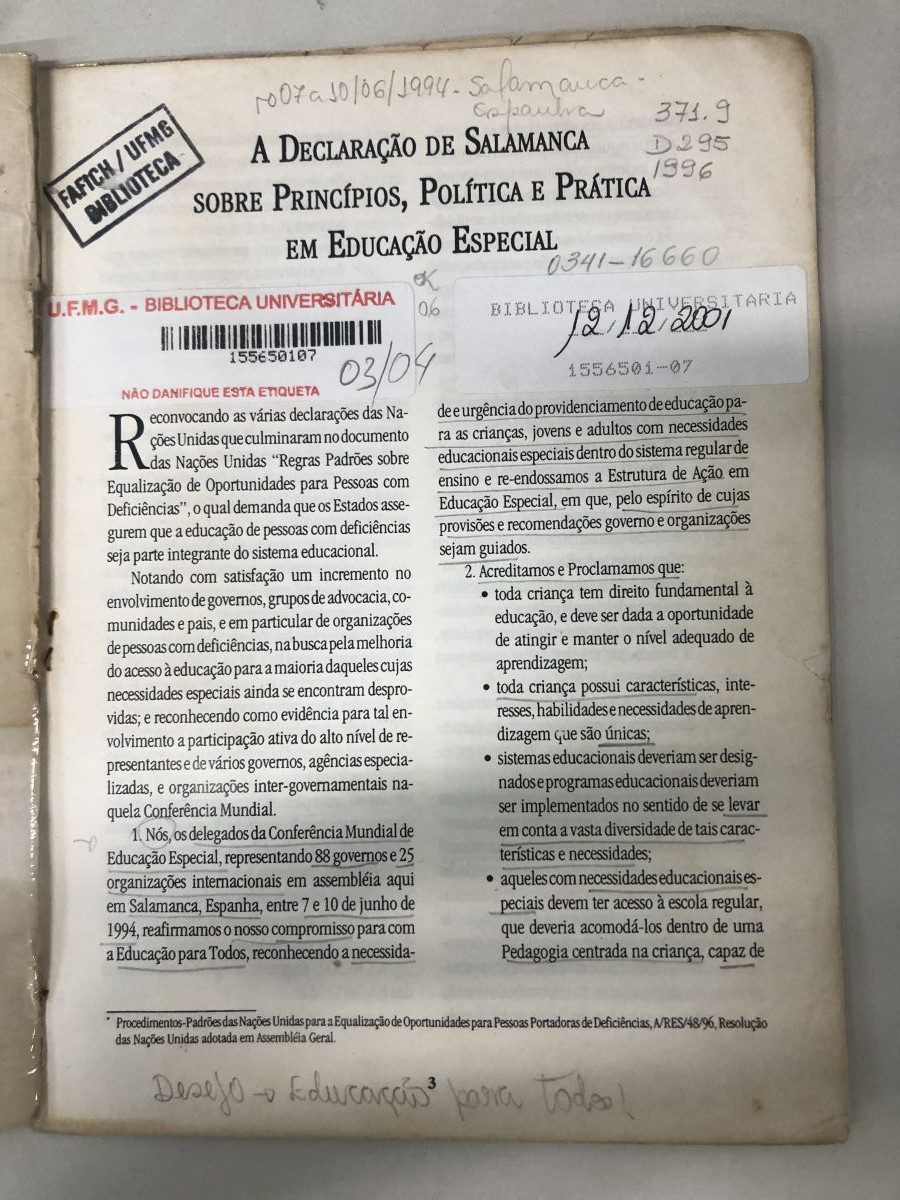 no 07 a 10/06/1994 - Salamanca -
Espanha
371.9
D295
1996
FAFICH / UFMG
BIBLIOTECA
A DECLARAÇÃO DE SALAMANCA
SOBRE PRINCÍPIOS, POLÍTICA E PRÁTICA
EM EDUCAÇÃO ESPECIAL
0341-16660
OK
06
U.F.M.G. - BIBLIOTECA UNIVERSITÁRIA
155650107
03/04
NÃO DANIFIQUE ESTA ETIQUETA
BIBLIOTECA UNIVERSITARIA
12.12.2001
1556501-07
Reconvocando as várias declarações das Na-
ções Unidas que culminaram no documento
das Nações Unidas “Regras Padrões sobre
Equalização de Oportunidades para Pessoas com
Deficiências”, o qual demanda que os Estados asse-
gurem que a educação de pessoas com deficiências
seja parte integrante do sistema educacional.
Notando com satisfação um incremento no
envolvimento de governos, grupos de advocacia, co-
munidades e pais, e em particular de organizações
de pessoas com deficiências, na busca pela melhoria
do acesso à educação para a maioria daqueles cujas
necessidades especiais ainda se encontram despro-
vidas; e reconhecendo como evidência para tal en-
volvimento a participação ativa do alto nível de re-
presentantes e de vários governos, agências especia-
lizadas, e organizações inter-governamentais na-
quela Conferência Mundial.
1. Nós, os delegados da Conferência Mundial de
Educação Especial, representando 88 governos e 25
organizações internacionais em assembléia aqui
em Salamanca, Espanha, entre 7 e 10 de junho de
1994, reafirmamos o nosso compromisso para com
a Educação para Todos, reconhecendo a necessida-
de e urgência do providenciamento de educação pa-
ra as crianças, jovens e adultos com necessidades
educacionais especiais dentro do sistema regular de
ensino e re-endossamos a Estrutura de Ação em
Educação Especial, em que, pelo espírito de cujas
provisões e recomendações governo e organizações
sejam guiados.
2. Acreditamos e Proclamamos que:
• toda criança tem direito fundamental à
educação, e deve ser dada a oportunidade
de atingir e manter o nível adequado de
aprendizagem;
• toda criança possui características, inte-
resses, habilidades e necessidades de apren-
dizagem que são únicas;
• sistemas educacionais deveriam ser desig-
nados e programas educacionais deveriam
ser implementados no sentido de se levar
em conta a vasta diversidade de tais carac-
terísticas e necessidades;
• aqueles com necessidades educacionais es-
peciais devem ter acesso à escola regular,
que deveria acomodá-los dentro de uma
Pedagogia centrada na criança, capaz de
* Procedimentos-Padrões das Nações Unidas para a Equalização de Oportunidades para Pessoas Portadoras de Deficiências, A/RES/48/96, Resolução
das Nações Unidas adotada em Assembléia Geral.
3
Desejo - a Educação para todos!